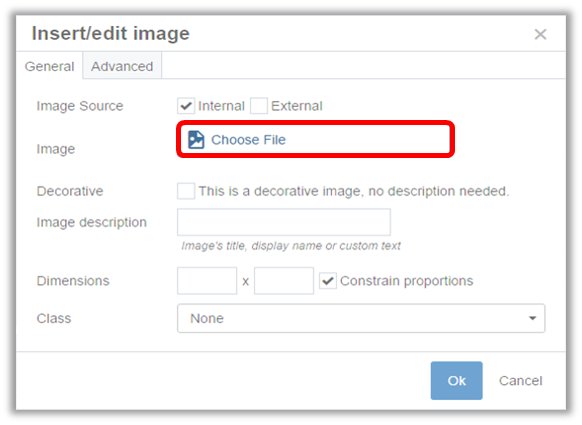 Insert/edit image
General Advanced
Image Source Internal External
Image Choose File
Decorative This is a decorative image, no description needed.
Image description
Image's title, display name or custom text
Dimensions x Constrain proportions
Class None
Ok Cancel